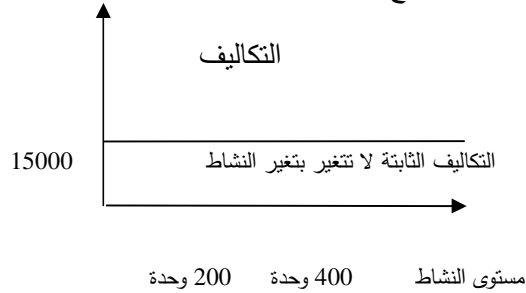 التكاليف
التكاليف الثابتة لا تتغير بتغير النشاط 15000
مستوى النشاط 400 وحدة 200 وحدة